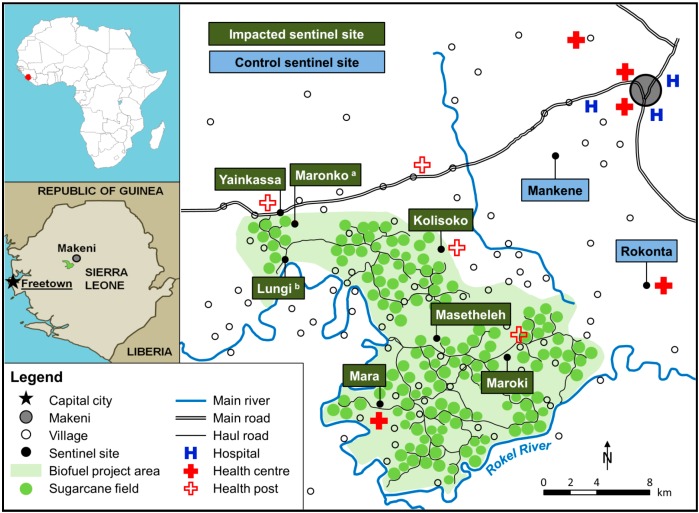 Impacted sentinel site
Control sentinel site
H
H
H
Yainkassa
Maronko a
Mankene
Kolisoko
Rokonta
Lungi b
Masetheleh
Maroki
Mara
Rokel River
N
0 2 4 8 km
REPUBLIC OF GUINEA
Makeni
SIERRA
LEONE
Freetown
LIBERIA
Legend
Capital city
Makeni
Village
Sentinel site
Biofuel project area
Sugarcane field
Main river
Main road
Haul road
H Hospital
Health centre
Health post